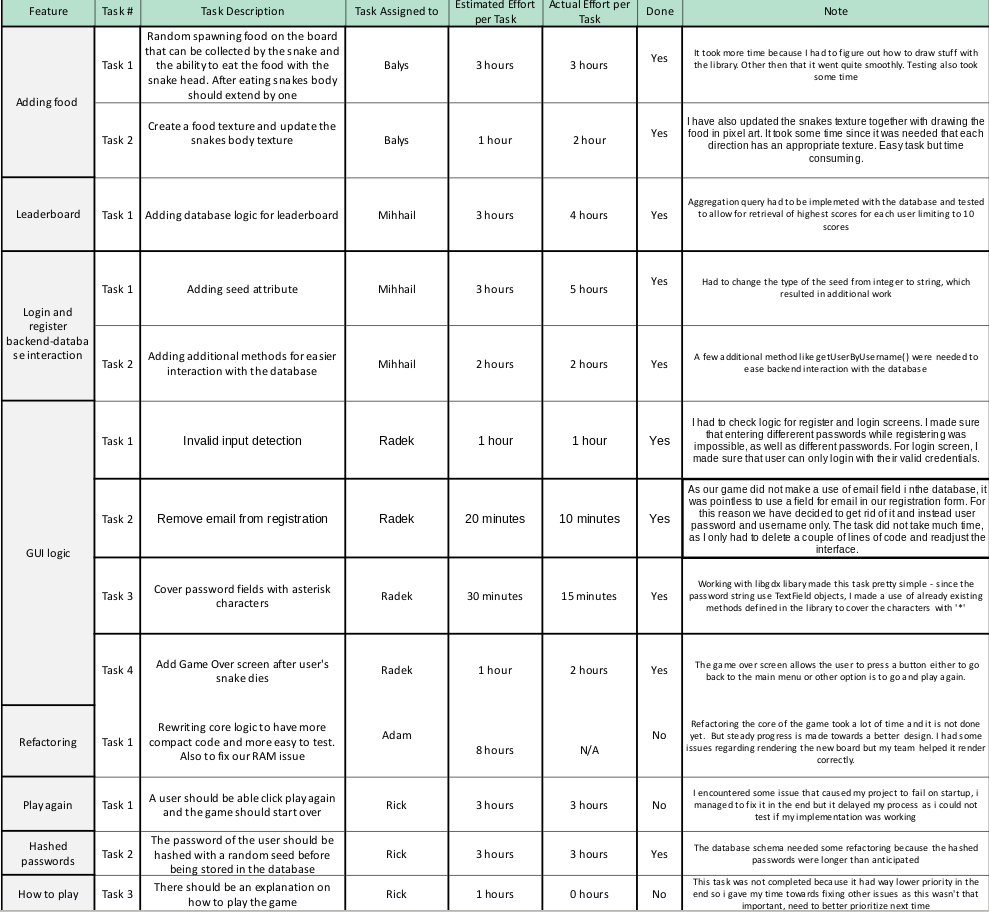 Feature Task # Task Description Task Assigned to Estimated Effort per Task Actual Effort per Task Done Note
Adding food
Task 1
Random spawning food on the board
that can be collected by the snake and
the ability to eat the food with the
snake head. After eating snakes body
should extend by one
Balys
3 hours
3 hours
Yes
It took more time because I had to figure out how to draw stuff with
the library. Other then that it went quite smoothly. Testing also took
some time
Task 2
Create a food texture and update the
snakes body texture
Balys
1 hour
2 hour
Yes
I have also updated the snakes texture together with drawing the
food in pixel art. It took some time since it was needed that each
direction has an appropriate texture. Easy task but time
consuming.
Leaderboard
Task 1
Adding database logic for leaderboard
Mihhail
3 hours
4 hours
Yes
Aggregation query had to be implemeted with the database and tested
to allow for retrieval of highest scores for each user limiting to 10
scores
Login and
register
backend-databa
se interaction
Task 1
Adding seed attribute
Mihhail
3 hours
5 hours
Yes
Had to change the type of the seed from integer to string, which
resulted in additional work
Task 2
Adding additional methods for easier
interaction with the database
Mihhail
2 hours
2 hours
Yes
A few additional method like getUserByUsername() were needed to
ease backend interaction with the database
GUI logic
Task 1
Invalid input detection
Radek
1 hour
1 hour
Yes
I had to check logic for register and login screens. I made sure
that entering differerent passwords while registering was
impossible, as well as different passwords. For login screen, I
made sure that user can only login with their valid credentials.
Task 2
Remove email from registration
Radek
20 minutes
10 minutes
Yes
As our game did not make a use of email field i nthe database, it
was pointless to use a field for email in our registration form. For
this reason we have decided to get rid of it and instead user
password and username only. The task did not take much time,
as I only had to delete a couple of lines of code and readjust the
interface.
Task 3
Cover password fields with asterisk
characters
Radek
30 minutes
15 minutes
Yes
Working with libgdx libary made this task pretty simple - since the
password string use TextField objects, I made a use of already existing
methods defined in the library to cover the characters with '*'
Task 4
Add Game Over screen after user's
snake dies
Radek
1 hour
2 hours
Yes
The game over screen allows the user to press a button either to go
back to the main menu or other option is to go and play again.
Refactoring
Task 1
Rewriting core logic to have more
compact code and more easy to test.
Also to fix our RAM issue
Adam
8 hours
N/A
No
Refactoring the core of the game took a lot of time and it is not done
yet. But steady progress is made towards a better design. I had some
issues regarding rendering the new board but my team helped it render
correctly.
Play again
Task 1
A user should be able click play again
and the game should start over
Rick
3 hours
3 hours
No
I encountered some issue that caused my project to fail on startup, i
managed to fix it in the end but it delayed my process as i could not
test if my implementation was working
Hashed
passwords
Task 2
The password of the user should be
hashed with a random seed before
being stored in the database
Rick
3 hours
3 hours
Yes
The database schema needed some refactoring because the hashed
passwords were longer than anticipated
How to play
Task 3
There should be an explanation on
how to play the game
Rick
1 hours
0 hours
No
This task was not completed because it had way lower priority in the
end so i gave my time towards fixing other issues as this wasn't that
important, need to better prioritize next time